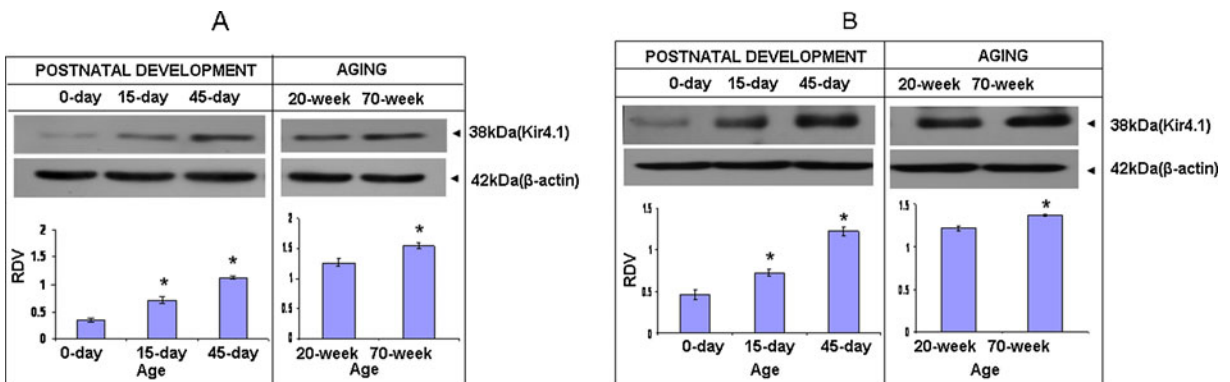 A
POSTNATAL DEVELOPMENT AGING
0-day 15-day 45-day 20-week 70-week
38kDa(Kir4.1)
42kDa(β-actin)
RDV
2
1.5
1
0.5
0
* *
0-day 15-day 45-day
Age
2
1.5
1
0.5
0
*
20-week 70-week
Age
B
POSTNATAL DEVELOPMENT AGING
0-day 15-day 45-day 20-week 70-week
38kDa(Kir4.1)
42kDa(β-actin)
RDV
1.5
1
0.5
0
* *
0-day 15-day 45-day
Age
1.5
1
0.5
0
*
20-week 70-week
Age